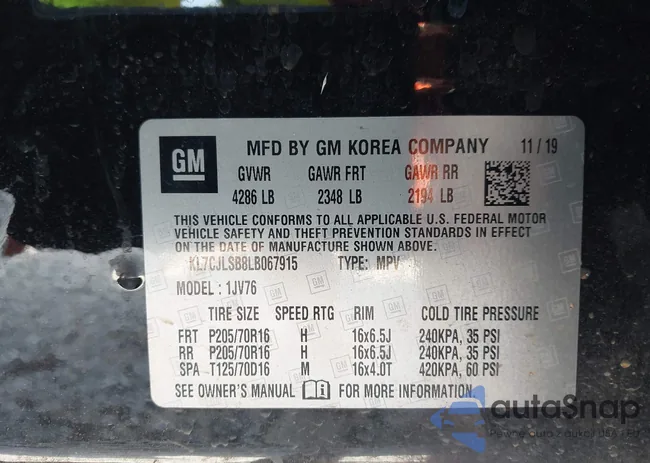 GM
MFD BY GM KOREA COMPANY 11 / 19
GVWR GAWR FRT GAWR RR
4286 LB 2348 LB 2194 LB
THIS VEHICLE CONFORMS TO ALL APPLICABLE U.S. FEDERAL MOTOR
VEHICLE SAFETY AND THEFT PREVENTION STANDARDS IN EFFECT
ON THE DATE OF MANUFACTURE SHOWN ABOVE.
KL7CJLSB8LB067915 TYPE: MPV
MODEL : 1JV76
TIRE SIZE SPEED RTG RIM COLD TIRE PRESSURE
FRT P205/70R16 H 16x6.5J 240KPA, 35 PSI
RR P205/70R16 H 16x6.5J 240KPA, 35 PSI
SPA T125/70D16 M 16x4.0T 420KPA, 60 PSI
SEE OWNER'S MANUAL FOR MORE INFORMATION
autaSnap